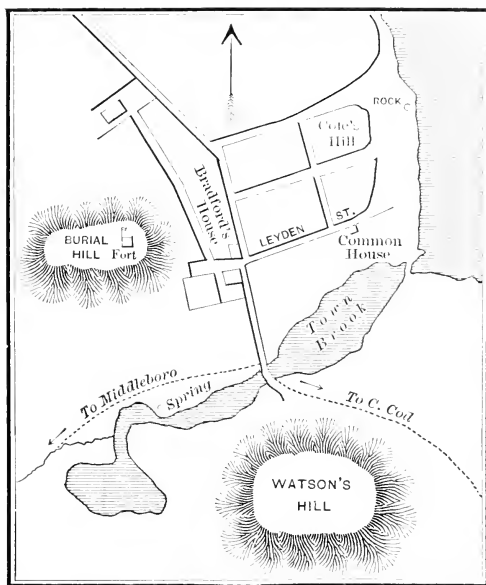 ROCK
Cole's
Hill
Bradford's
House
BURIAL
HILL
Fort
LEYDEN ST.
Common
House
Town
Brook
To Middleboro
Spring
To C. Cod
WATSON'S
HILL